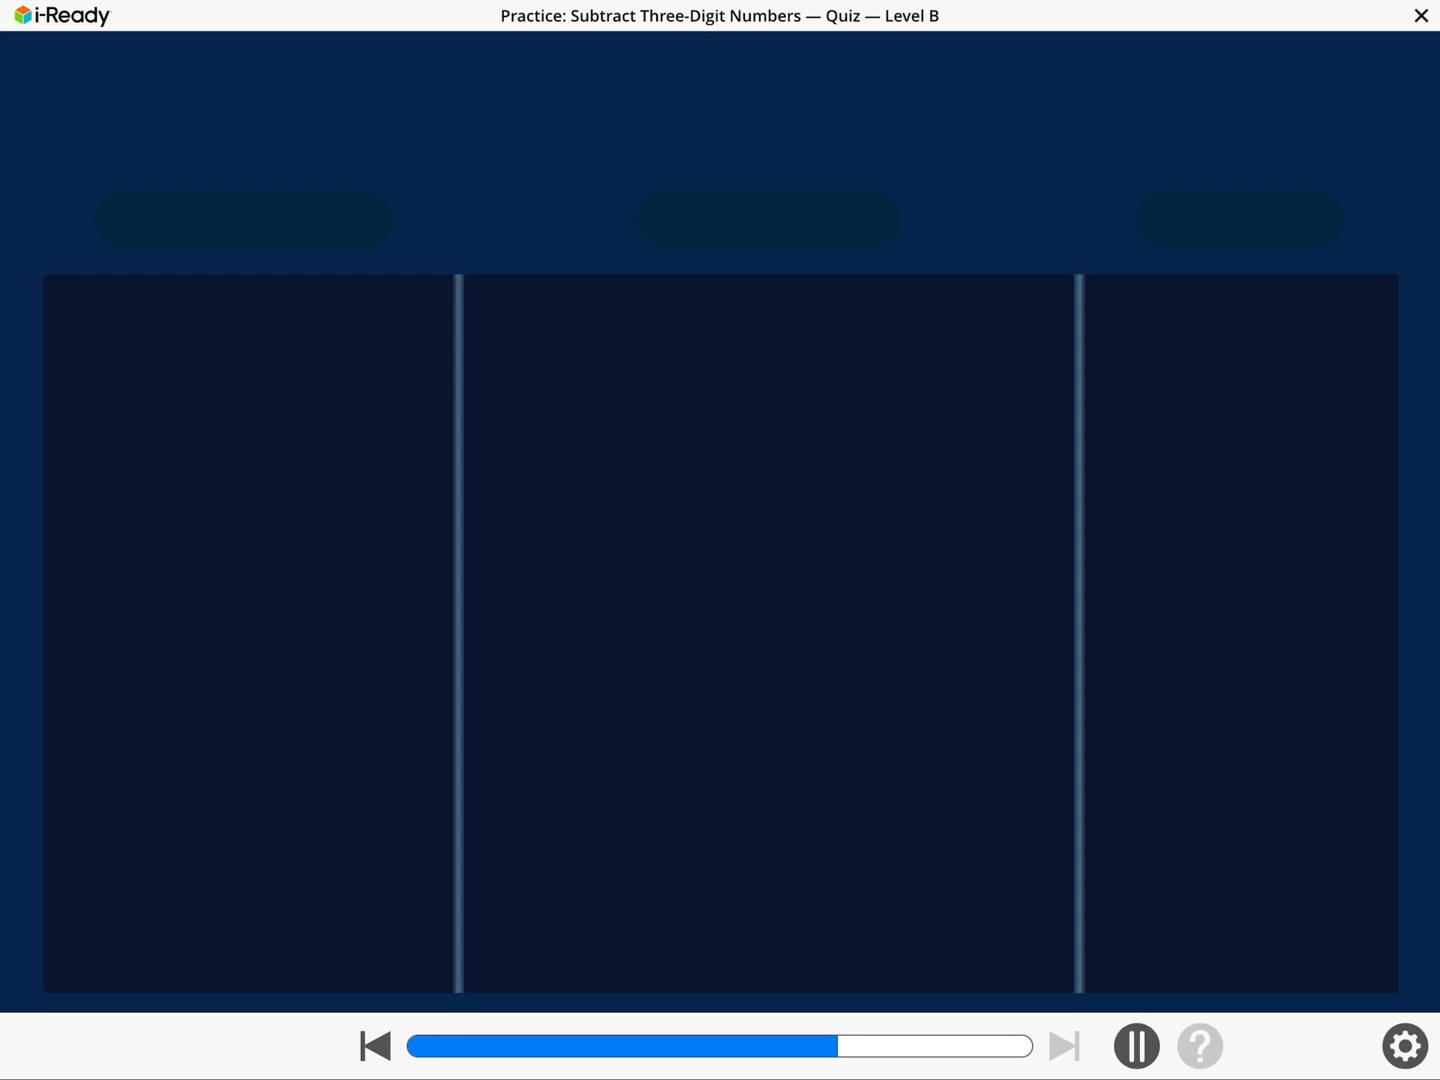 i-Ready
Practice: Subtract Three-Digit Numbers — Quiz — Level B